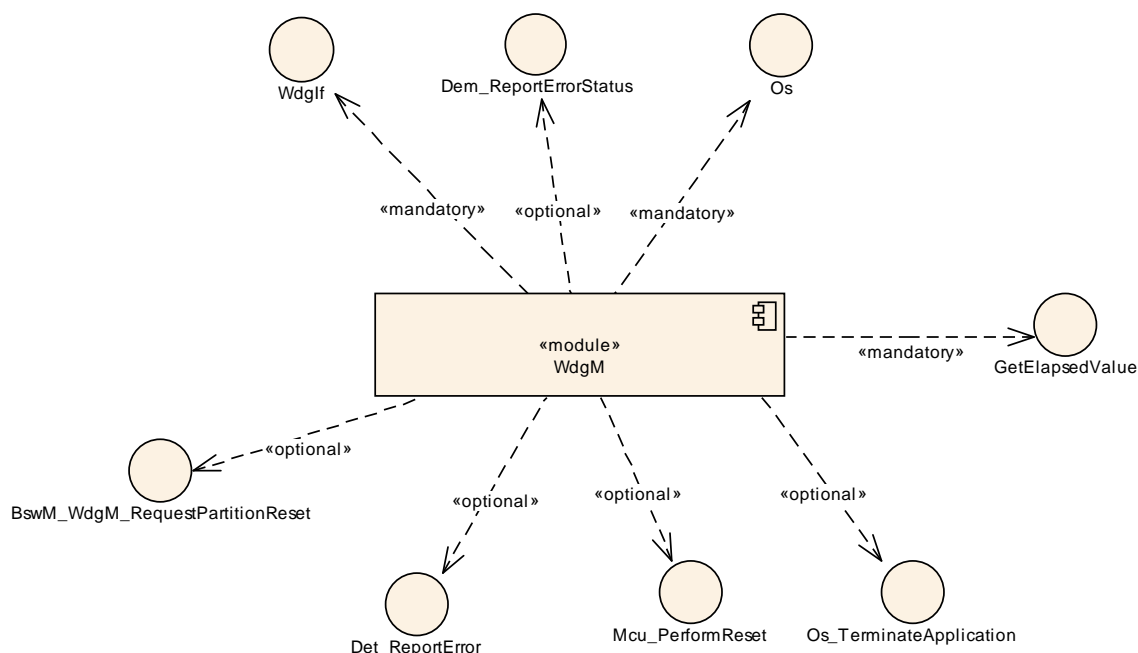 WdgIf
Dem_ReportErrorStatus
Os
«mandatory»
«optional»
«mandatory»
«module»
WdgM
«mandatory»
GetElapsedValue
«optional»
BswM_WdgM_RequestPartitionReset
«optional»
«optional»
«optional»
Det_ReportError
Mcu_PerformReset
Os_TerminateApplication